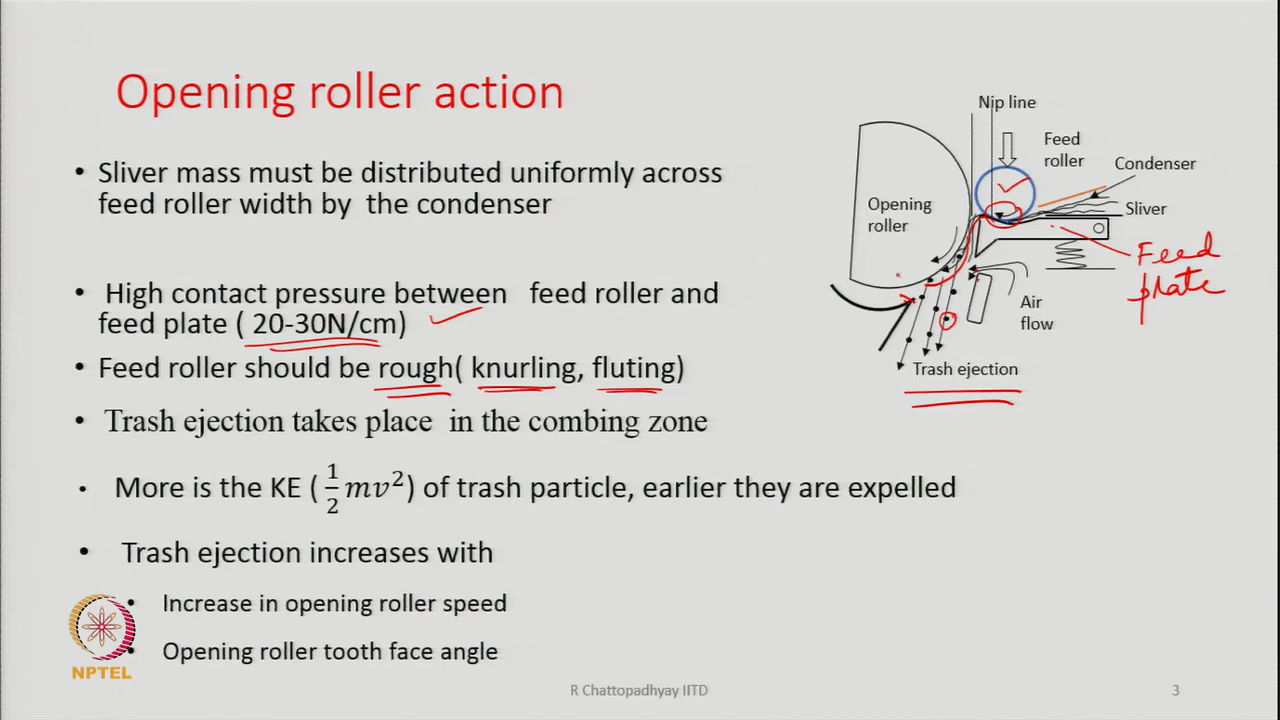 Opening roller action
• Sliver mass must be distributed uniformly across
feed roller width by the condenser
• High contact pressure between feed roller and
feed plate ( 20-30N/cm)
• Feed roller should be rough( knurling, fluting)
• Trash ejection takes place in the combing zone
• More is the KE ( 1/2 mv² ) of trash particle, earlier they are expelled
• Trash ejection increases with
• Increase in opening roller speed
• Opening roller tooth face angle
Nip line
Feed
roller
Condenser
Opening
roller
Sliver
Feed
plate
Air
flow
Trash ejection
NPTEL
R Chattopadhyay IITD
3